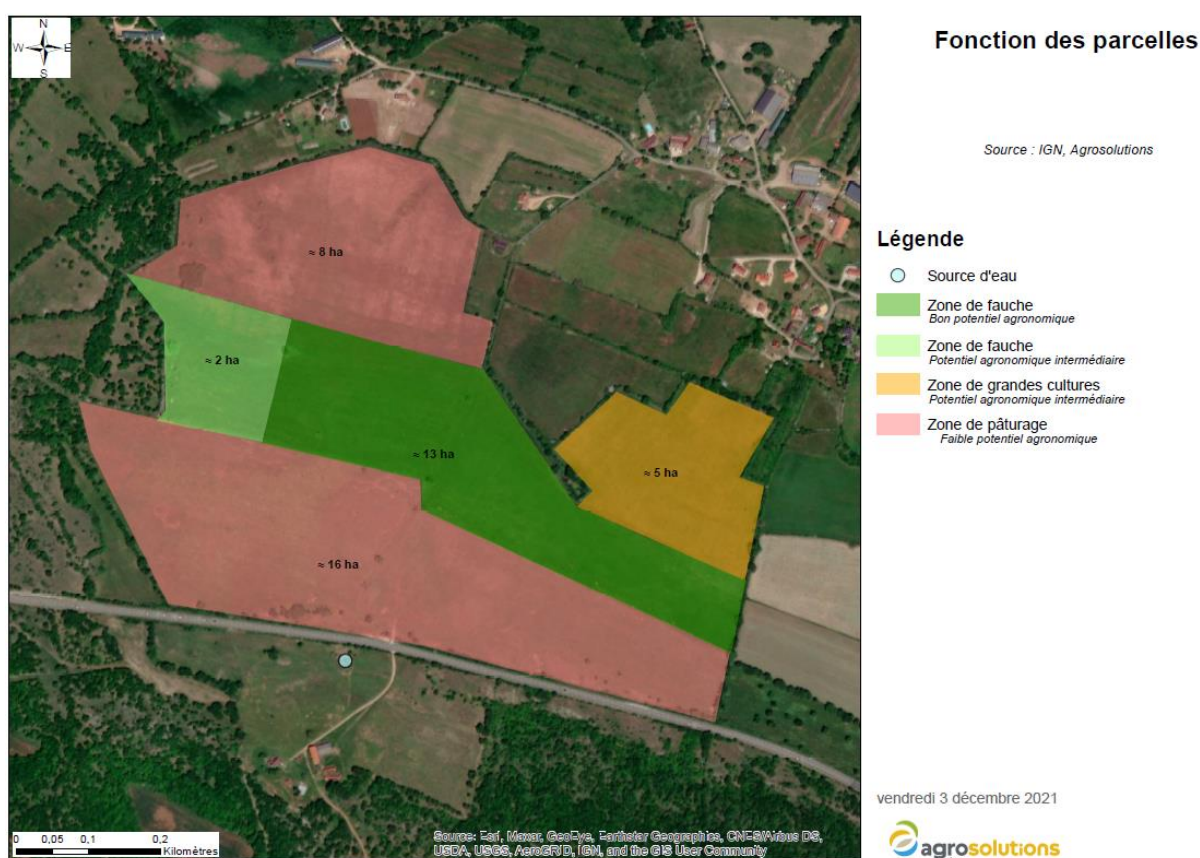 Fonction des parcelles
Source : IGN, Agrosolutions
Légende
Source d'eau
Zone de fauche
Bon potentiel agronomique
Zone de fauche
Potentiel agronomique intermédiaire
Zone de grandes cultures
Potentiel agronomique intermédiaire
Zone de pâturage
Faible potentiel agronomique
N
W E
S
≈ 8 ha
≈ 2 ha
≈ 13 ha
≈ 5 ha
≈ 16 ha
0 0,05 0,1 0,2
Kilomètres
Source: Esri, Maxar, GeoEye, Earthstar Geographics, CNES/Airbus DS,
USDA, USGS, AeroGRID, IGN, and the GIS User Community
vendredi 3 décembre 2021
agrosolutions